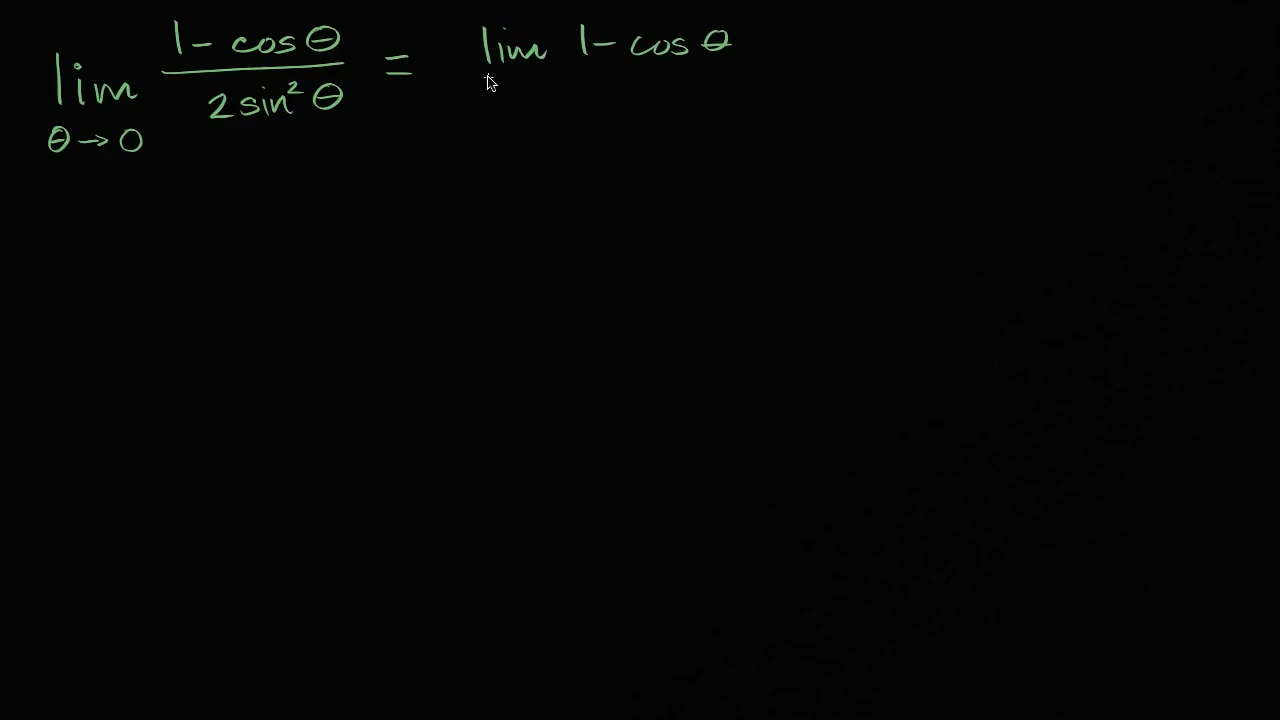 lim 1 - cos θ / 2 sin² θ = lim 1 - cos θ
θ → 0